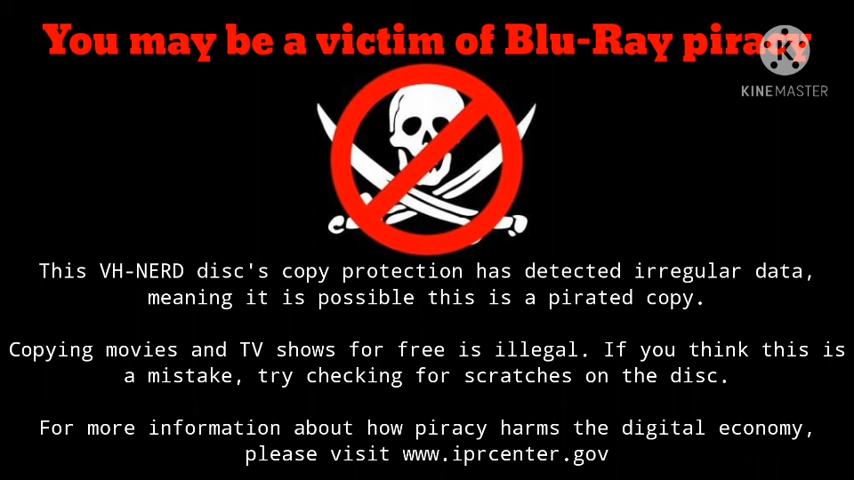 You may be a victim of Blu-Ray piracy
K
KINEMASTER
This VH-NERD disc's copy protection has detected irregular data,
meaning it is possible this is a pirated copy.
Copying movies and TV shows for free is illegal. If you think this is
a mistake, try checking for scratches on the disc.
For more information about how piracy harms the digital economy,
please visit www.iprcenter.gov